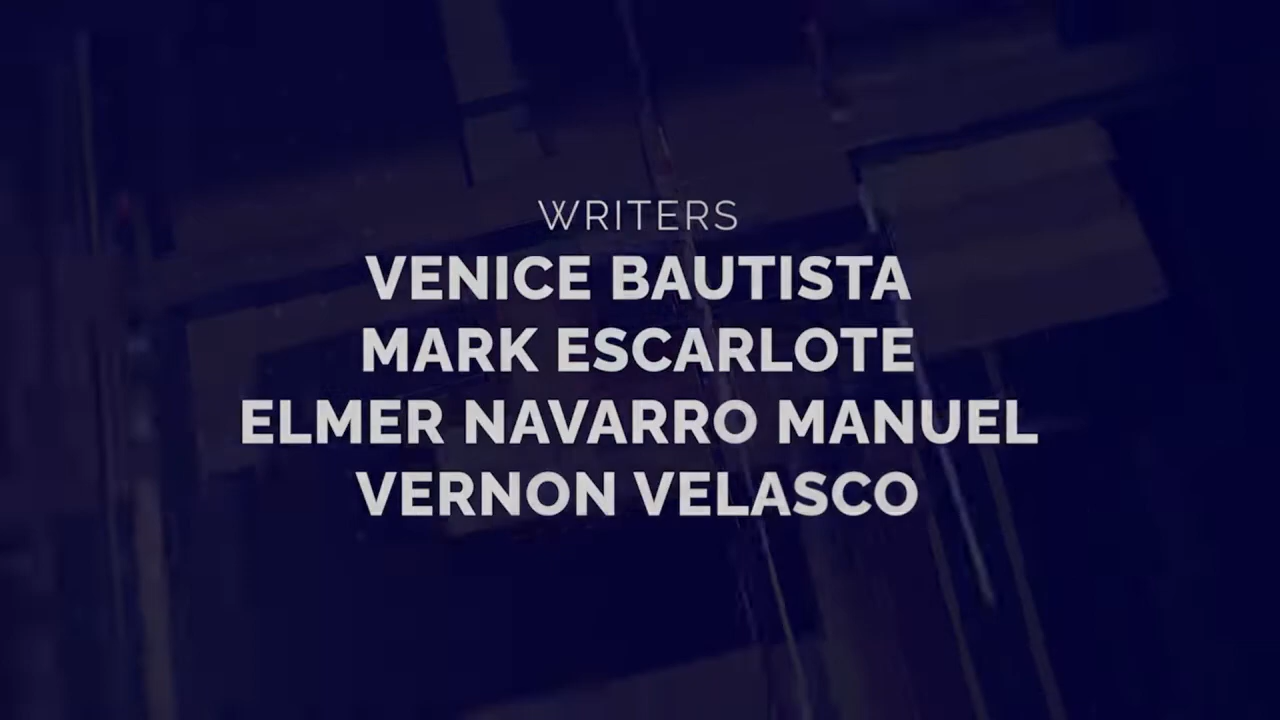 WRITERS
VENICE BAUTISTA
MARK ESCARLOTE
ELMER NAVARRO MANUEL
VERNON VELASCO